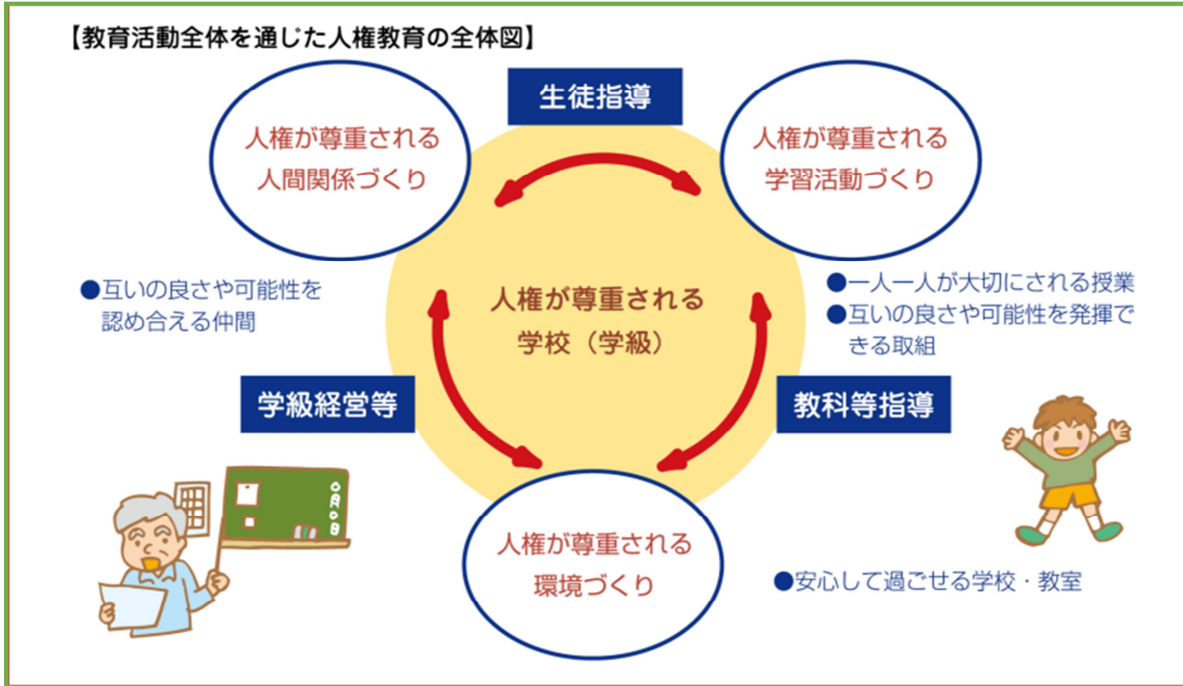 【教育活動全体を通じた人権教育の全体図】
生徒指導
人権が尊重される
人間関係づくり
人権が尊重される
学習活動づくり
●互いの良さや可能性を
認め合える仲間
人権が尊重される
学校（学級）
●一人一人が大切にされる授業
●互いの良さや可能性を発揮で
きる取組
学級経営等
教科等指導
人権が尊重される
環境づくり
●安心して過ごせる学校・教室